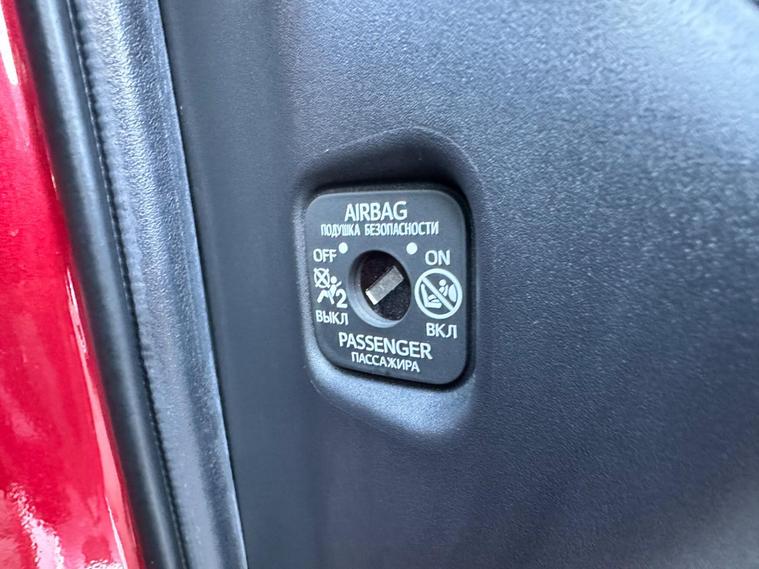 AIRBAG
ПОДУШКА БЕЗОПАСНОСТИ
OFF ON
2
ВЫКЛ ВКЛ
PASSENGER
ПАССАЖИРА